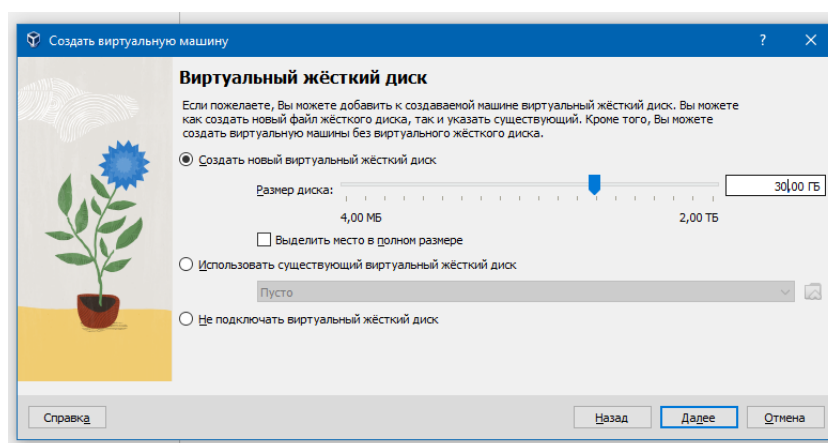 Создать виртуальную машину
?
Виртуальный жёсткий диск
Если пожелаете, Вы можете добавить к создаваемой машине виртуальный жёсткий диск. Вы можете
как создать новый файл жёсткого диска, так и указать существующий. Кроме того, Вы можете
создать виртуальную машины без виртуального жёсткого диска.
Создать новый виртуальный жёсткий диск
Размер диска: 30,00 ГБ
4,00 МБ 2,00 ТБ
Выделить место в полном размере
Использовать существующий виртуальный жёсткий диск
Пусто
Не подключать виртуальный жёсткий диск
Справка Назад Далее Отмена